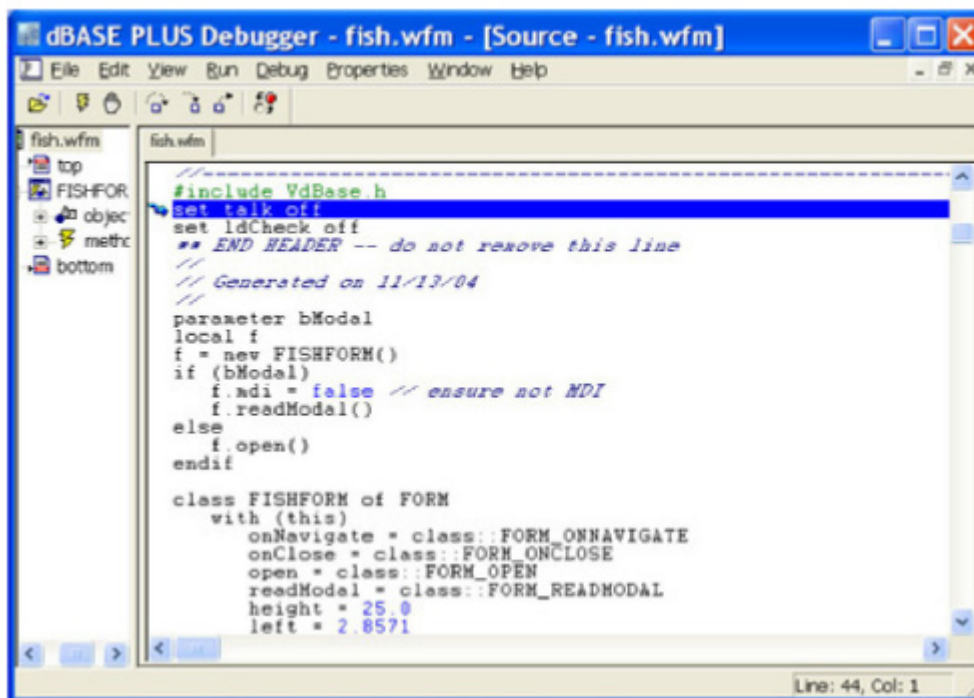 dBASE PLUS Debugger - fish.wfm - [Source - fish.wfm]
File Edit View Run Debug Properties Window Help
fish.wfm
top
FISHFOR
objec
metho
bottom
fish.wfm
//--------------------------------------------------------------------------
#include VdBase.h
set talk off
set ldCheck off
** END HEADER -- do not remove this line
//
// Generated on 11/13/04
//
parameter bModal
local f
f = new FISHFORM()
if (bModal)
f.mdi = false // ensure not MDI
f.readModal()
else
f.open()
endif
class FISHFORM of FORM
with (this)
onNavigate = class::FORM_ONNAVIGATE
onClose = class::FORM_ONCLOSE
open = class::FORM_OPEN
readModal = class::FORM_READMODAL
height = 25.0
left = 2.8571
Line: 44, Col: 1